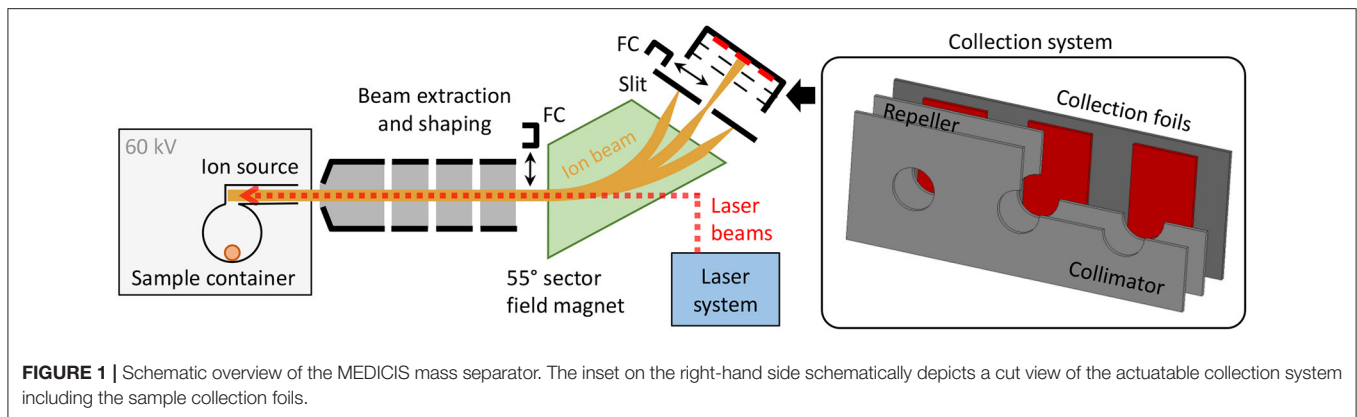 60 kV
Ion source
Sample container
Beam extraction
and shaping
FC
FC
Slit
Ion beam
55° sector
field magnet
Laser
beams
Laser
system
Collection system
Collection foils
Repeller
Collimator
FIGURE 1 | Schematic overview of the MEDICIS mass separator. The inset on the right-hand side schematically depicts a cut view of the actuatable collection system
including the sample collection foils.